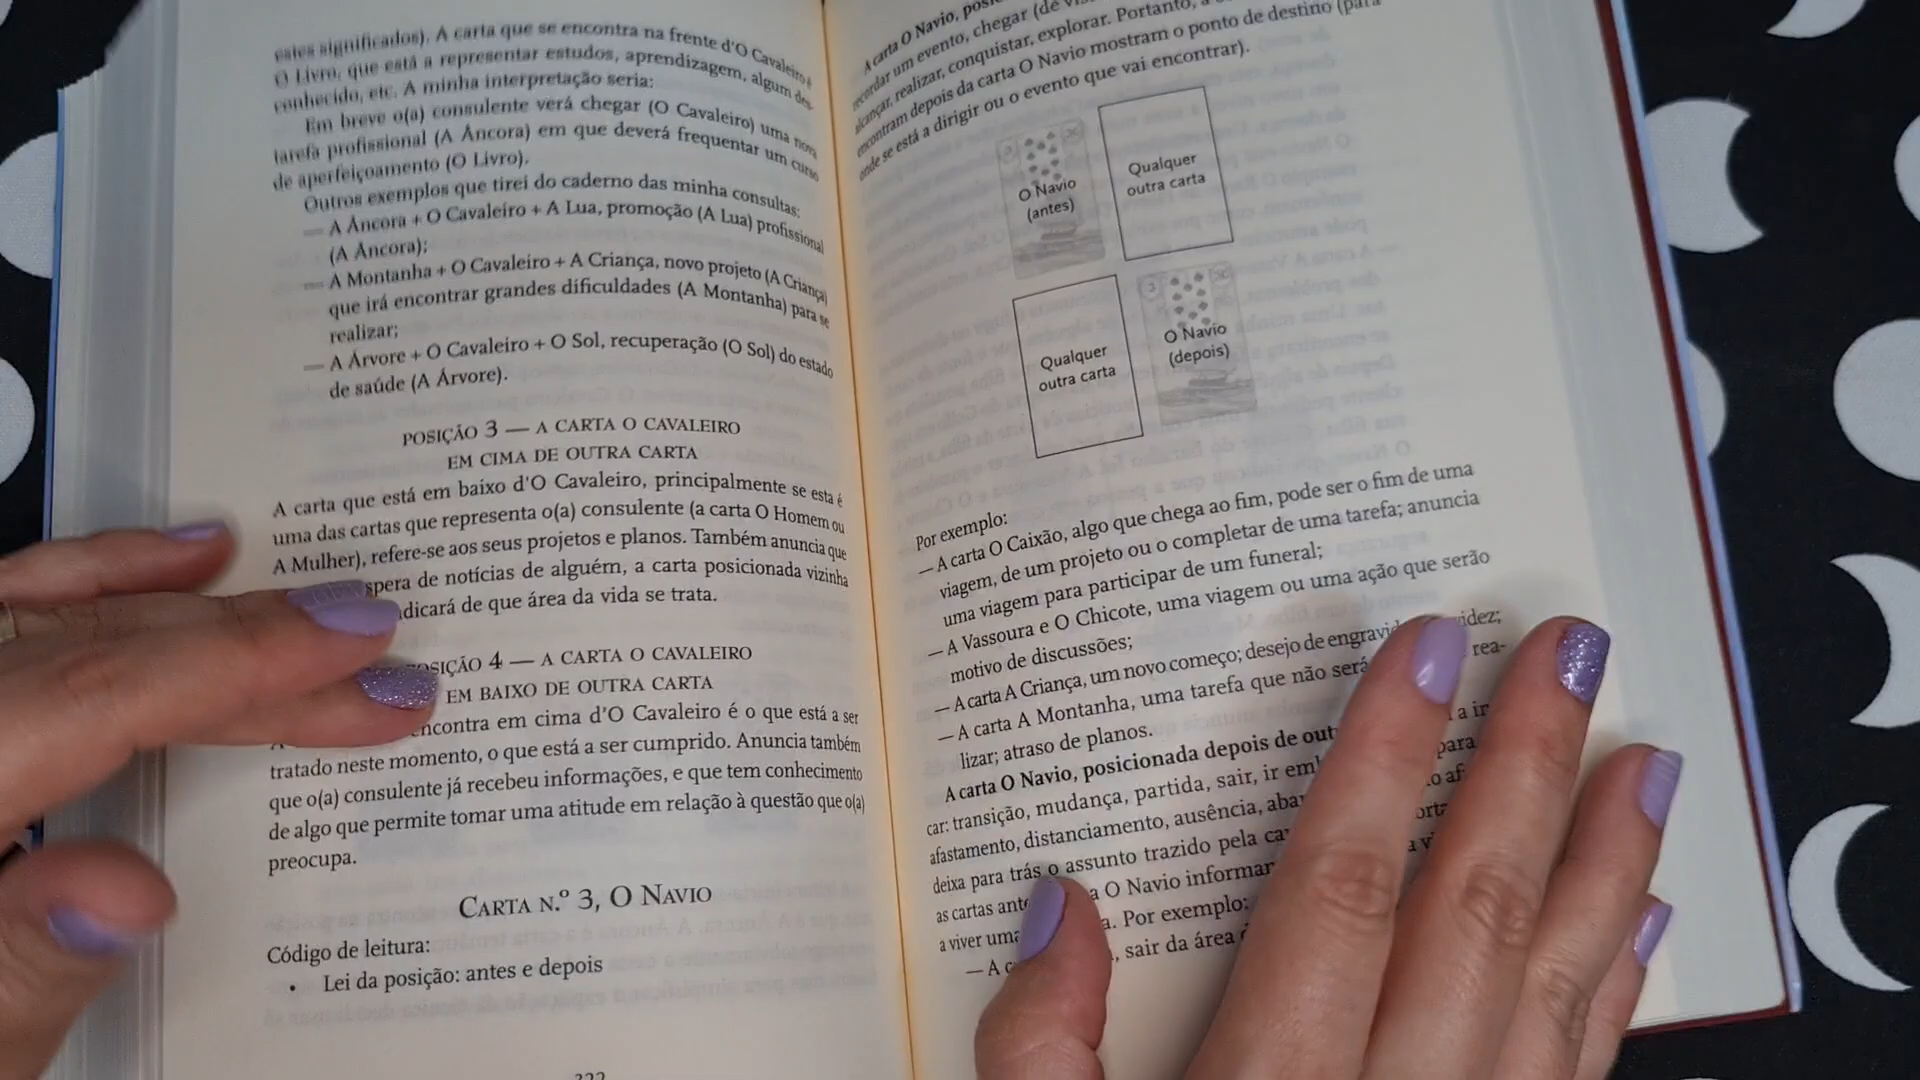 estes significados). A carta que se encontra na frente d'O Cavaleiro é
O Livro, que está a representar estudos, aprendizagem, algum des-
conhecido, etc. A minha interpretação seria:
Em breve o(a) consulente verá chegar (O Cavaleiro) uma nova
tarefa profissional (A Âncora) em que deverá frequentar um curso
de aperfeiçoamento (O Livro).
Outros exemplos que tirei do caderno das minha consultas:
— A Âncora + O Cavaleiro + A Lua, promoção (A Lua) profissional
(A Âncora);
— A Montanha + O Cavaleiro + A Criança, novo projeto (A Criança)
que irá encontrar grandes dificuldades (A Montanha) para se
realizar;
— A Árvore + O Cavaleiro + O Sol, recuperação (O Sol) do estado
de saúde (A Árvore).
POSIÇÃO 3 — A CARTA O CAVALEIRO
EM CIMA DE OUTRA CARTA
A carta que está em baixo d'O Cavaleiro, principalmente se esta é
uma das cartas que representa o(a) consulente (a carta O Homem ou
A Mulher), refere-se aos seus projetos e planos. Também anuncia que
spera de notícias de alguém, a carta posicionada vizinha
dicará de que área da vida se trata.
OSIÇÃO 4 — A CARTA O CAVALEIRO
EM BAIXO DE OUTRA CARTA
ncontra em cima d'O Cavaleiro é o que está a ser
tratado neste momento, o que está a ser cumprido. Anuncia também
que o(a) consulente já recebeu informações, e que tem conhecimento
de algo que permite tomar uma atitude em relação à questão que o(a)
preocupa.
CARTA N.º 3, O NAVIO
Código de leitura:
• Lei da posição: antes e depois
A carta O Navio,
recordar um evento, chegar
alcançar, realizar, conquistar, explorar. Portanto,
encontram depois da carta O Navio mostram o ponto de destino (para
onde se está a dirigir ou o evento que vai encontrar).
O Navio
(antes)
Qualquer
outra carta
Qualquer
outra carta
O Navio
(depois)
Por exemplo:
— A carta O Caixão, algo que chega ao fim, pode ser o fim de uma
viagem, de um projeto ou o completar de uma tarefa; anuncia
uma viagem para participar de um funeral;
— A Vassoura e O Chicote, uma viagem ou uma ação que serão
motivo de discussões;
— A carta A Criança, um novo começo; desejo de engravid videz;
— A carta A Montanha, uma tarefa que não será rea-
lizar; atraso de planos.
A carta O Navio, posicionada depois de out a ir
car: transição, mudança, partida, sair, ir em para
afastamento, distanciamento, ausência, aba
deixa para trás o assunto trazido pela ca
as cartas ant a O Navio informar
a viver uma a. Por exemplo:
— A c , sair da área